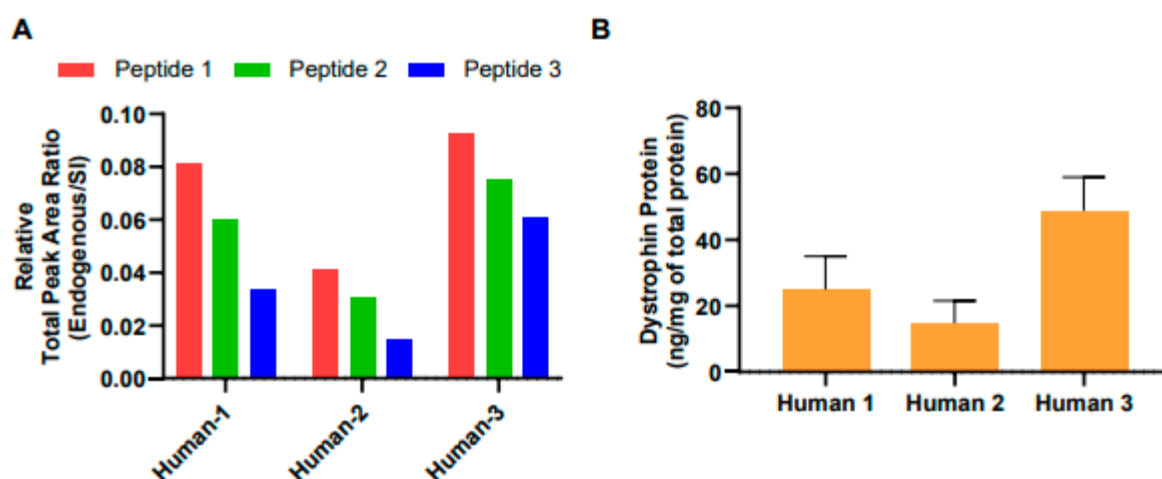 A
Peptide 1 Peptide 2 Peptide 3
Relative
Total Peak Area Ratio
(Endogenous/SI)
0.10
0.08
0.06
0.04
0.02
0.00
Human-1
Human-2
Human-3
B
Dystrophin Protein
(ng/mg of total protein)
80
60
40
20
0
Human 1 Human 2 Human 3